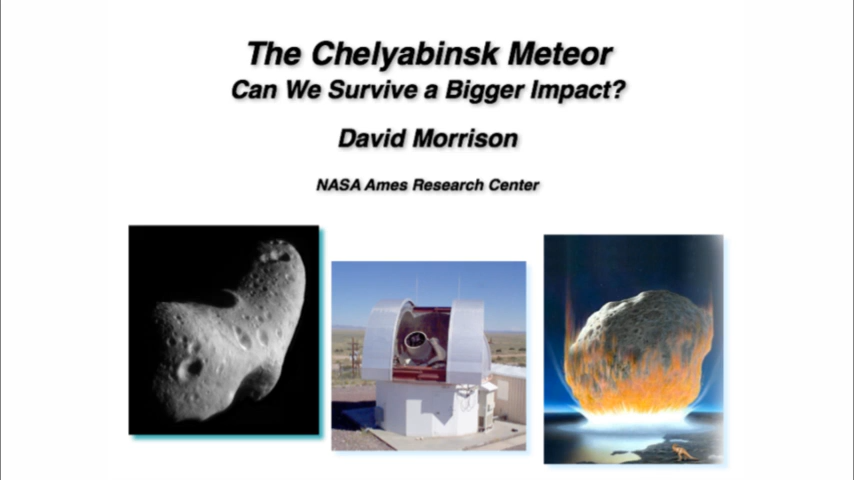 The Chelyabinsk Meteor
Can We Survive a Bigger Impact?
David Morrison
NASA Ames Research Center